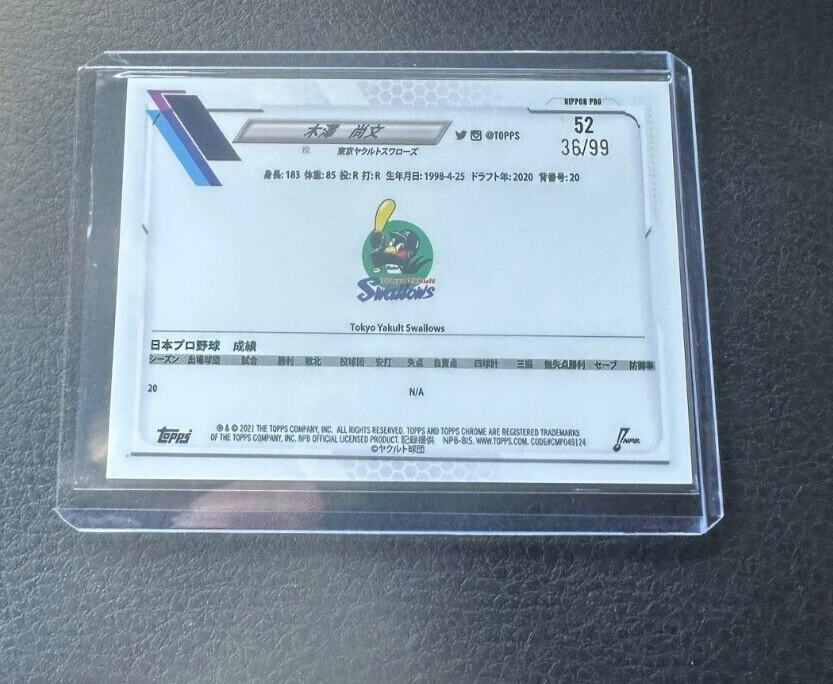 NIPPON PRO
52
36/99
木澤 尚文
@TOPPS
投 東京ヤクルトスワローズ
身長: 183 体重: 85 投: R 打: R 生年月日: 1998-4-25 ドラフト年: 2020 背番号: 20
Tokyo Yakult
Swallows
Tokyo Yakult Swallows
日本プロ野球 成績
シーズン 出場球団 試合 勝利 敗北 投球回 安打 失点 自責点 四球計 三振 無失点勝利 セーブ 防御率
20 N/A
Topps
℗ & © 2021 THE TOPPS COMPANY, INC. ALL RIGHTS RESERVED. TOPPS AND TOPPS CHROME ARE REGISTERED TRADEMARKS
OF THE TOPPS COMPANY, INC. NPB OFFICIAL LICENSED PRODUCT. 記録提供 NPB-BIS. WWW.TOPPS.COM. CODE#CMP049124
©ヤクルト球団
NPB.